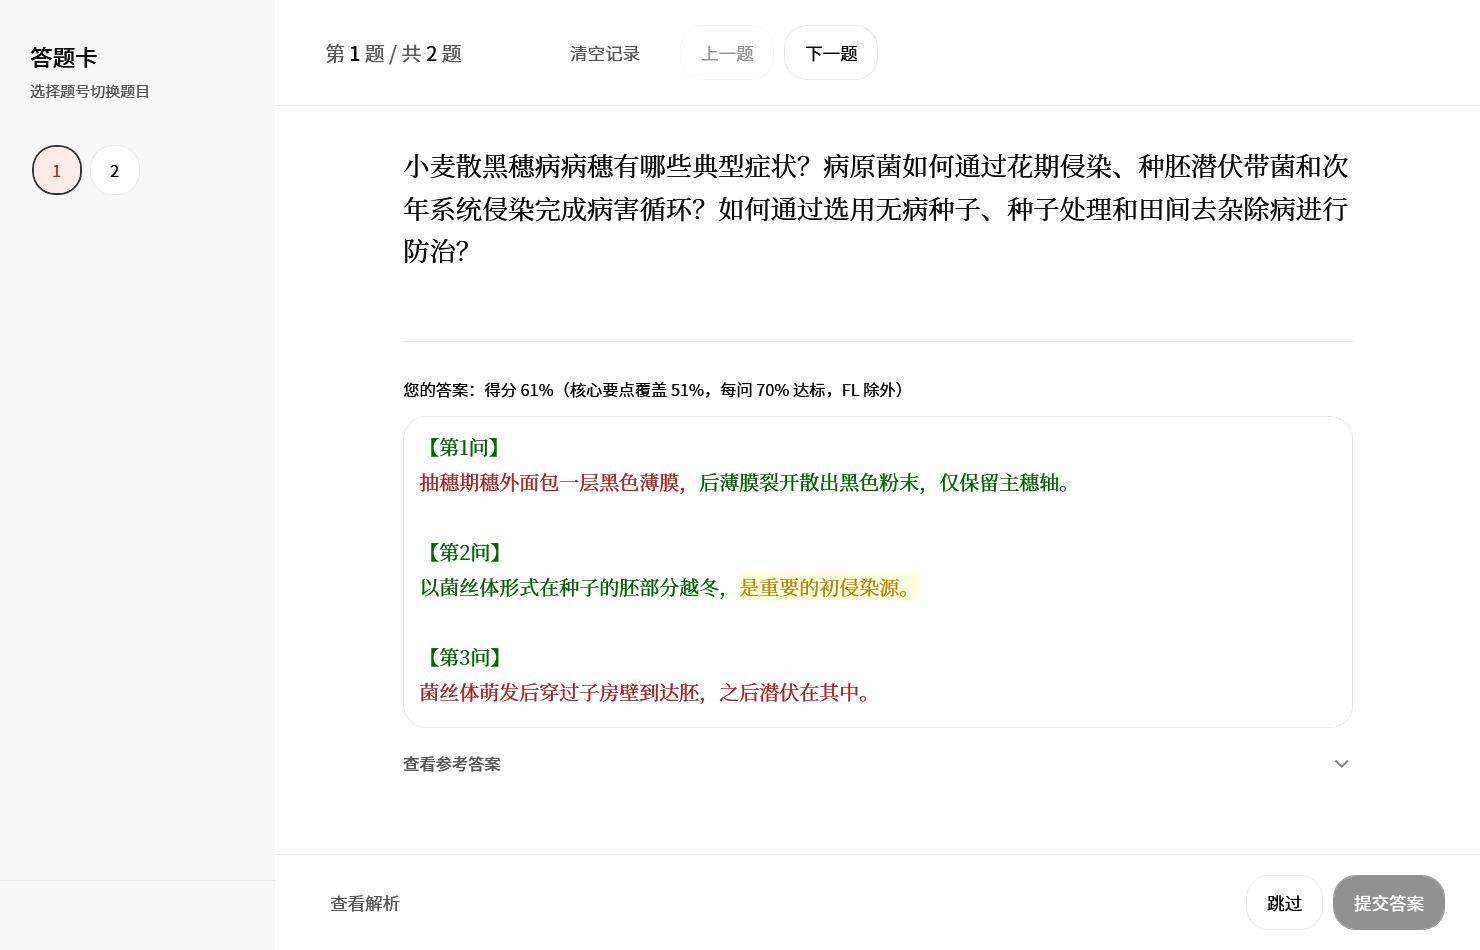 答题卡
选择题号切换题目
1
2
第 1 题 / 共 2 题
清空记录
上一题
下一题
小麦散黑穗病病穗有哪些典型症状？病原菌如何通过花期侵染、种胚潜伏带菌和次
年系统侵染完成病害循环？如何通过选用无病种子、种子处理和田间去杂除病进行
防治？
您的答案：得分 61%（核心要点覆盖 51%，每问 70% 达标，FL 除外）
【第1问】
抽穗期穗外面包一层黑色薄膜，后薄膜裂开散出黑色粉末，仅保留主穗轴。
【第2问】
以菌丝体形式在种子的胚部分越冬，是重要的初侵染源。
【第3问】
菌丝体萌发后穿过子房壁到达胚，之后潜伏在其中。
查看参考答案
查看解析
跳过
提交答案